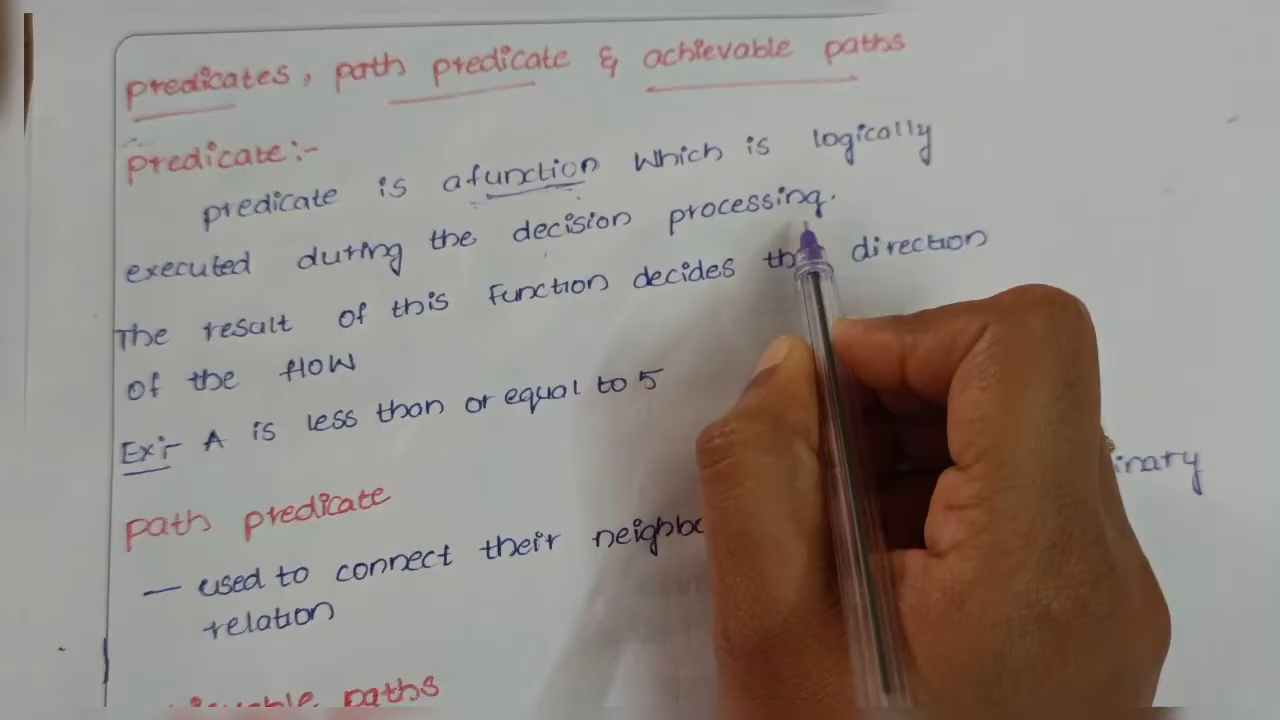 predicates, path predicate & achievable paths
predicate:-
predicate is a function which is logically
executed during the decision processing.
The result of this function decides the direction
of the flow
Ex:- A is less than or equal to 5
path predicate
— used to connect their
relation
paths